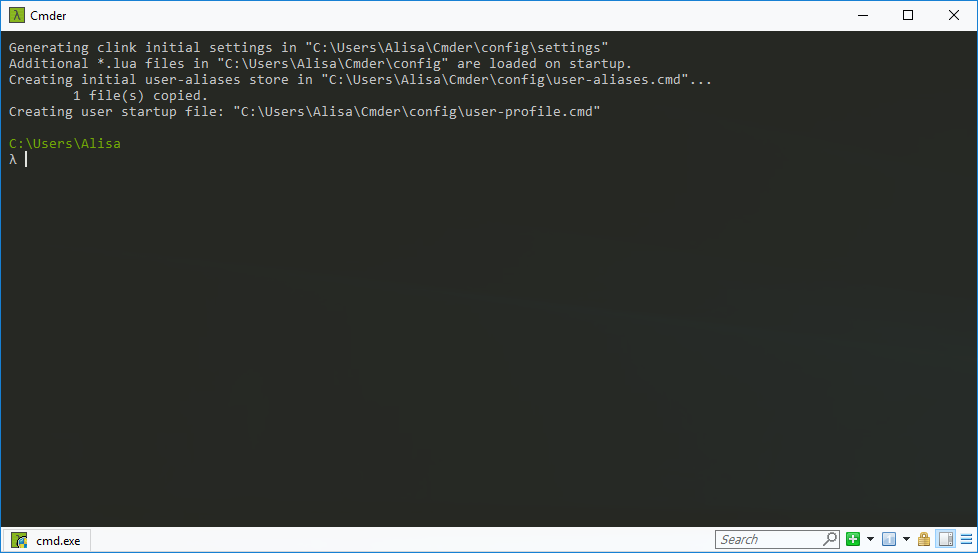 Cmder
Generating clink initial settings in "C:\Users\Alisa\Cmder\config\settings"
Additional *.lua files in "C:\Users\Alisa\Cmder\config" are loaded on startup.
Creating initial user-aliases store in "C:\Users\Alisa\Cmder\config\user-aliases.cmd"...
        1 file(s) copied.
Creating user startup file: "C:\Users\Alisa\Cmder\config\user-profile.cmd"
C:\Users\Alisa
λ
cmd.exe
Search